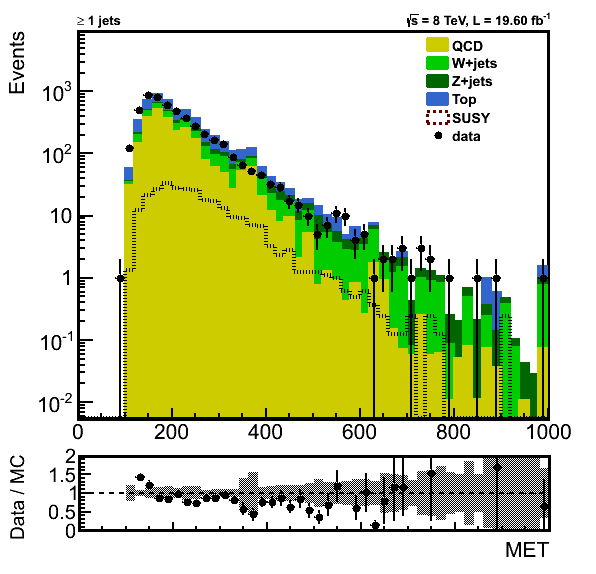 ≥ 1 jets
√s = 8 TeV, L = 19.60 fb⁻¹
Events
QCD
W+jets
Z+jets
Top
SUSY
data
10³
10²
10
1
10⁻¹
10⁻²
0 200 400 600 800 1000
Data / MC
2
1.5
1
0.5
0
MET